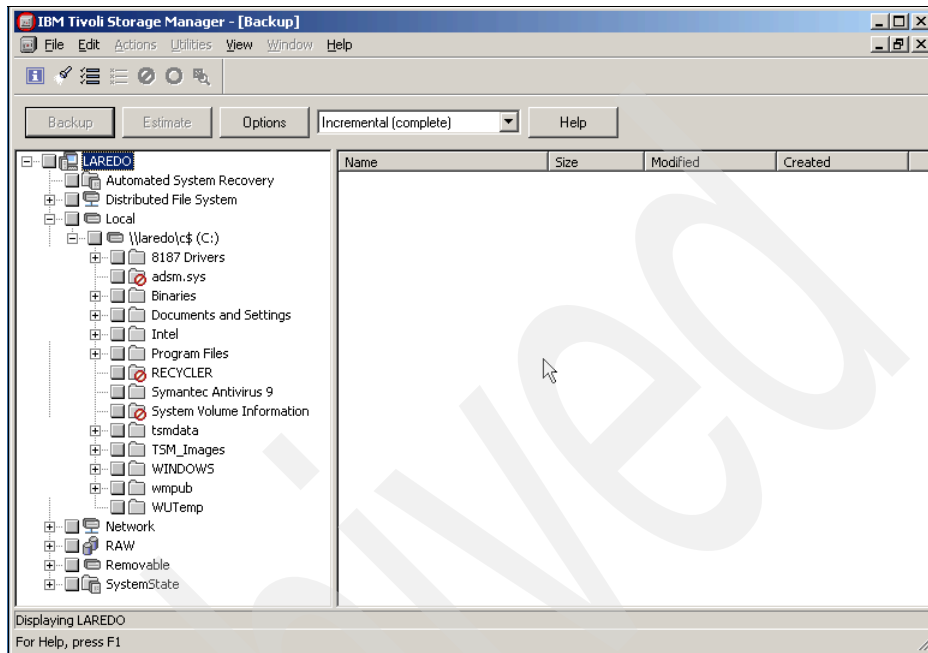 IBM Tivoli Storage Manager - [Backup]
File Edit Actions Utilities View Window Help
Backup Estimate Options Incremental (complete) Help
LAREDO
Automated System Recovery
Distributed File System
Local
\\laredo\c$ (C:)
8187 Drivers
adsm.sys
Binaries
Documents and Settings
Intel
Program Files
RECYCLER
Symantec Antivirus 9
System Volume Information
tsmdata
TSM_Images
WINDOWS
wmpub
WUTemp
Network
RAW
Removable
SystemState
Name Size Modified Created
Displaying LAREDO
For Help, press F1
hived